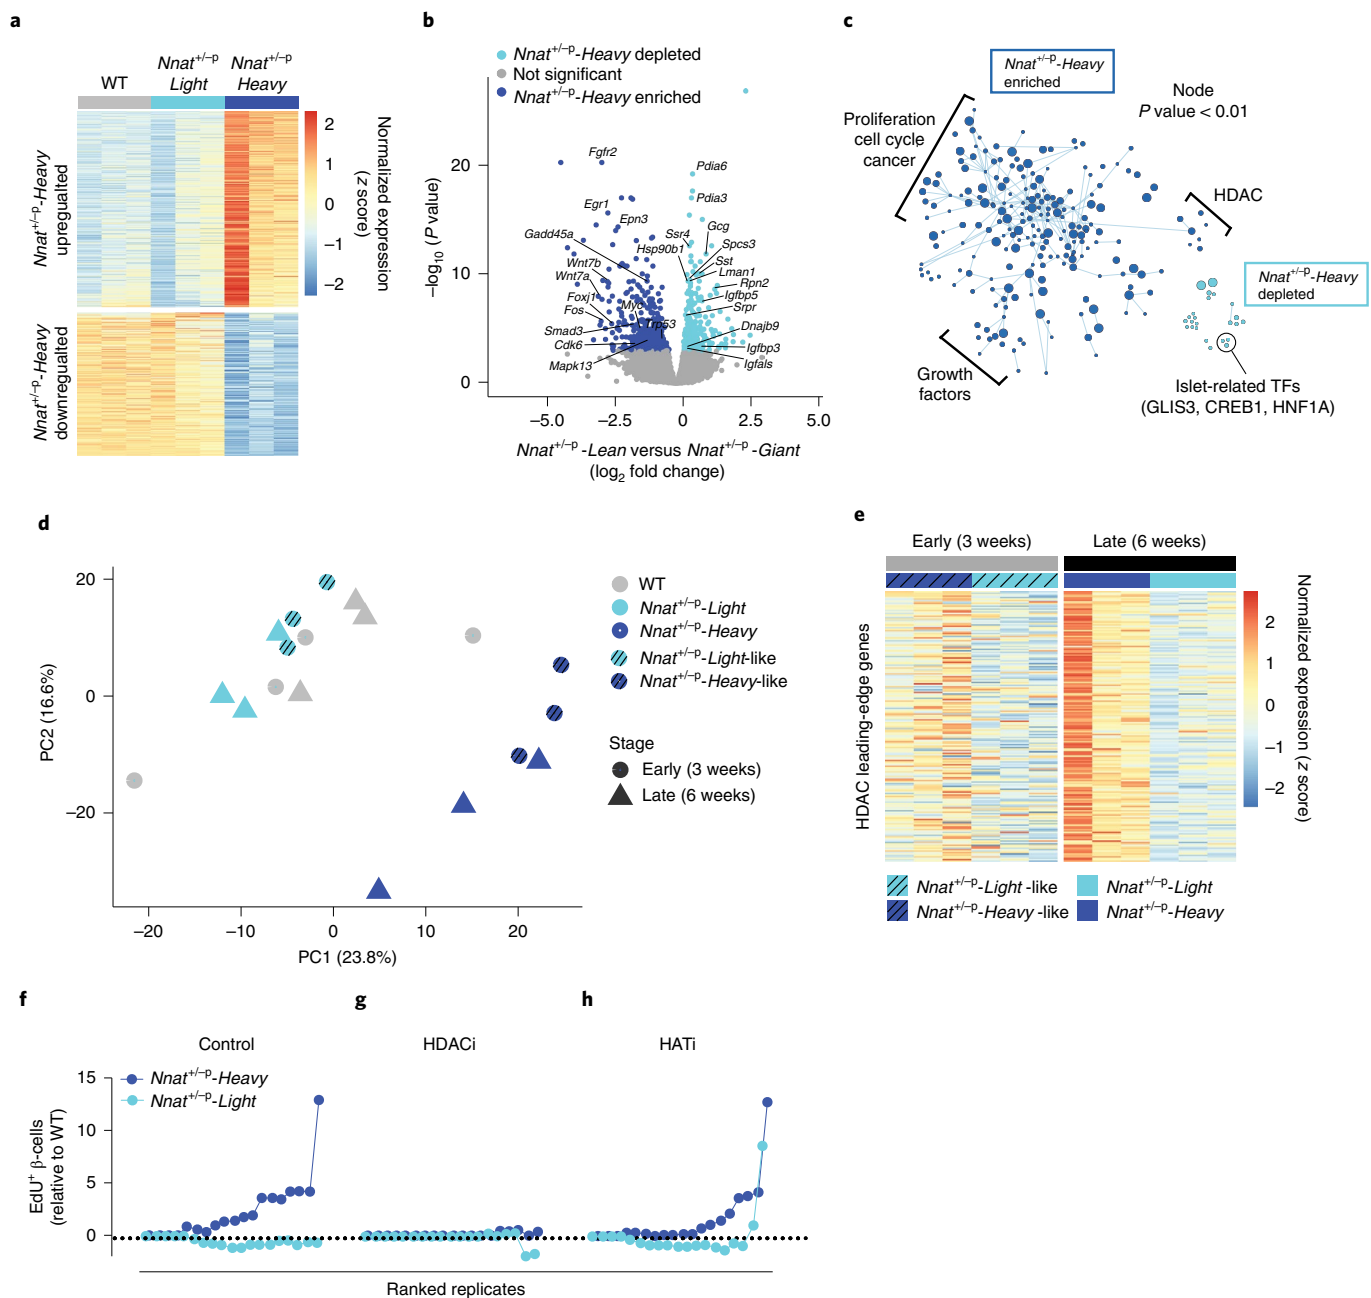 a
WT
Nnat+/–p-
Light
Nnat+/–p
Heavy
Nnat+/–p-Heavy
upregualted
Nnat+/–p-Heavy
downregualted
2
1
0
–1
–2
Normalized expression
(z score)
b
Nnat+/–p-Heavy depleted
Not significant
Nnat+/–p-Heavy enriched
–log10 (P value)
20
10
0
Fgfr2
Egr1
Epn3
Gadd45a
Wnt7b
Wnt7a
Foxj1
Fos
Myc
Trp53
Smad3
Cdk6
Mapk13
Pdia6
Pdia3
Gcg
Ssr4
Hsp90b1
Spcs3
Sst
Lman1
Rpn2
Igfbp5
Srpr
Dnajb9
Igfbp3
Igfals
–5.0
–2.5
0
2.5
5.0
Nnat+/–p-Lean versus Nnat+/–p-Giant
(log2 fold change)
c
Nnat+/–p-Heavy
enriched
Node
P value < 0.01
Proliferation
cell cycle
cancer
HDAC
Nnat+/–p-Heavy
depleted
Growth
factors
Islet-related TFs
(GLIS3, CREB1, HNF1A)
d
PC2 (16.6%)
20
0
–20
–20
–10
0
10
20
PC1 (23.8%)
WT
Nnat+/–p-Light
Nnat+/–p-Heavy
Nnat+/–p-Light-like
Nnat+/–p-Heavy-like
Stage
Early (3 weeks)
Late (6 weeks)
e
Early (3 weeks)
Late (6 weeks)
HDAC leading-edge genes
2
1
0
–1
–2
Normalized expression (z score)
Nnat+/–p-Light -like
Nnat+/–p-Light
Nnat+/–p-Heavy -like
Nnat+/–p-Heavy
f
g
h
Control
HDACi
HATi
Nnat+/–p-Heavy
Nnat+/–p-Light
EdU+ β-cells
(relative to WT)
15
10
5
0
Ranked replicates